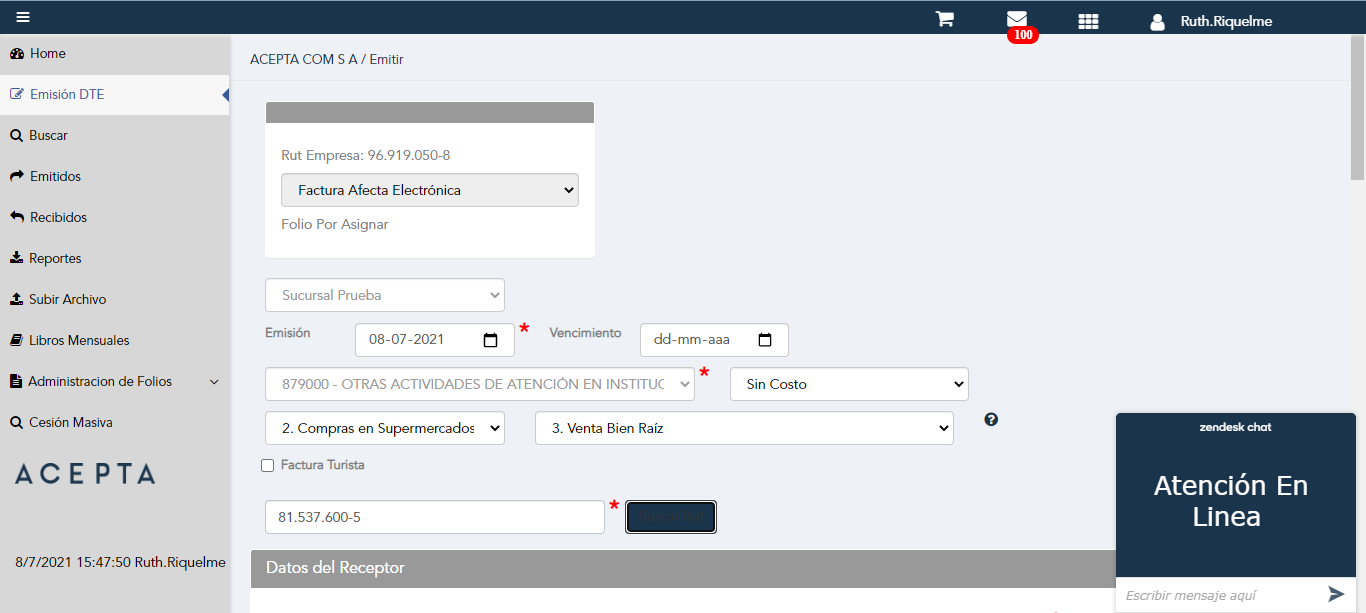 Ruth.Riquelme
100
Home
Emisión DTE
Buscar
Emitidos
Recibidos
Reportes
Subir Archivo
Libros Mensuales
Administracion de Folios
Cesión Masiva
ACEPTA
8/7/2021 15:47:50 Ruth.Riquelme
ACEPTA COM S A / Emitir
Rut Empresa: 96.919.050-8
Factura Afecta Electrónica
Folio Por Asignar
Sucursal Prueba
Emisión 08-07-2021 * Vencimiento dd-mm-aaa
879000 - OTRAS ACTIVIDADES DE ATENCIÓN EN INSTITUC * Sin Costo
2. Compras en Supermercados 3. Venta Bien Raíz ?
Factura Turista
81.537.600-5 *
Datos del Receptor
zendesk chat
Atención En
Linea
Escribir mensaje aquí